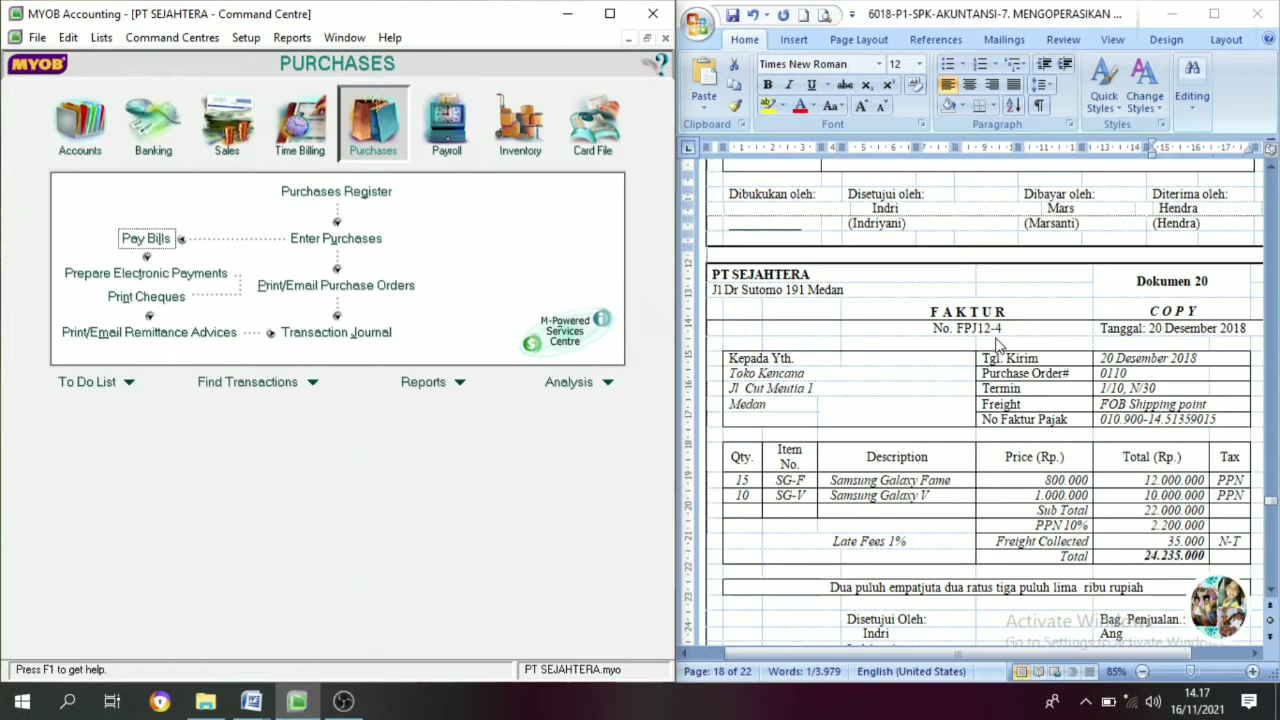 MYOB Accounting - [PT SEJAHTERA - Command Centre]
File Edit Lists Command Centres Setup Reports Window Help
MYOB
PURCHASES
Accounts Banking Sales Time Billing Purchases Payroll Inventory Card File
Purchases Register
Pay Bills
Enter Purchases
Prepare Electronic Payments
Print/Email Purchase Orders
Print Cheques
Print/Email Remittance Advices
Transaction Journal
M-Powered
Services
Centre
To Do List
Find Transactions
Reports
Analysis
Press F1 to get help.
PT SEJAHTERA.myo
6018-P1-SPK-AKUNTANSI-7. MENGOPERASIKAN ...
Home Insert Page Layout References Mailings Review View Design Layout
Times New Roman 12
Paste
Quick Styles
Change Styles
Editing
Clipboard Font Paragraph Styles
Dibukukan oleh: Disetujui oleh: Dibayar oleh: Diterima oleh:
Indri Mars Hendra
(Indriyani) (Marsanti) (Hendra)
PT SEJAHTERA
Jl Dr Sutomo 191 Medan
Dokumen 20
F A K T U R C O P Y
No. FPJ12-4 Tanggal: 20 Desember 2018
Kepada Yth. Tgl. Kirim 20 Desember 2018
Toko Kencana Purchase Order# 0110
Jl Cut Meutia 1 Termin 1/10, N/30
Medan Freight FOB Shipping point
No Faktur Pajak 010.900-14.51359015
Qty. Item No. Description Price (Rp.) Total (Rp.) Tax
15 SG-F Samsung Galaxy Fame 800.000 12.000.000 PPN
10 SG-V Samsung Galaxy V 1.000.000 10.000.000 PPN
Sub Total 22.000.000
PPN 10% 2.200.000
Late Fees 1% Freight Collected 35.000 N-T
Total 24.235.000
Dua puluh empatjuta dua ratus tiga puluh lima ribu rupiah
Disetujui Oleh: Bag. Penjualan.:
Indri Ang
Activate Windows
Go to Settings to Activate Windows.
Page: 18 of 22 Words: 1/3.979 English (United States) 85%
14.17
16/11/2021